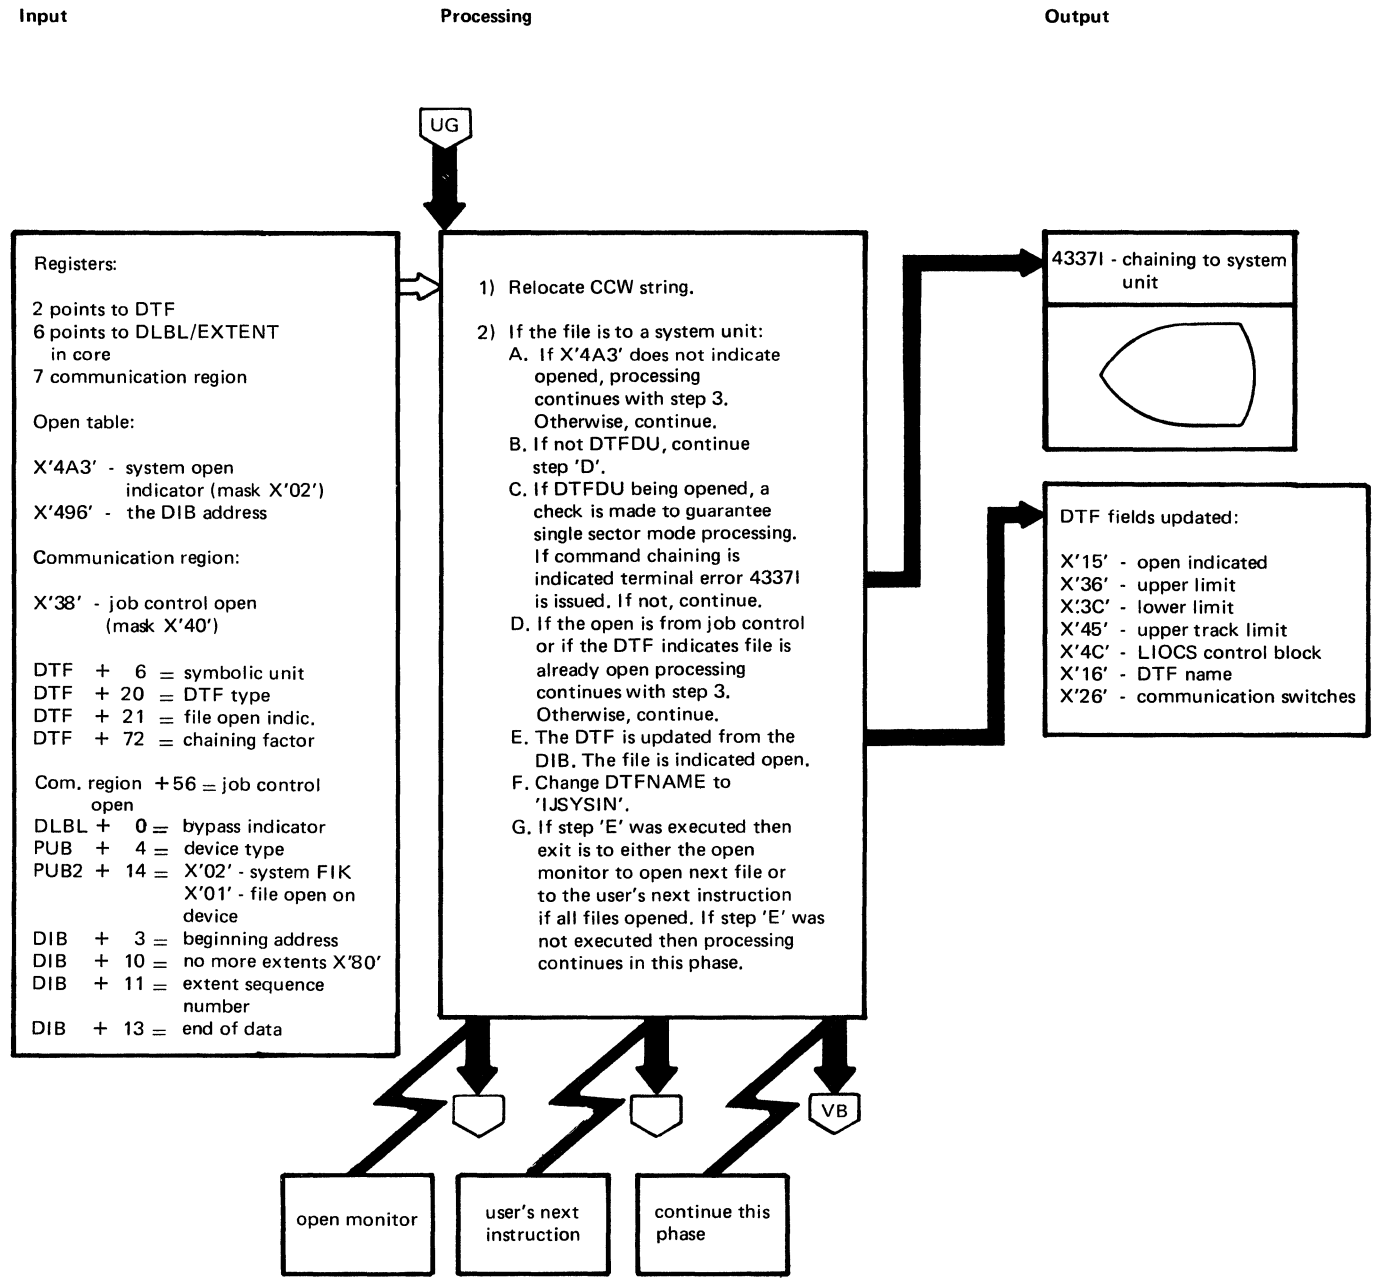 Input
Processing
Output
UG
Registers:
2 points to DTF
6 points to DLBL/EXTENT
in core
7 communication region
Open table:
X'4A3' - system open
indicator (mask X'02')
X'496' - the DIB address
Communication region:
X'38' - job control open
(mask X'40')
DTF + 6 = symbolic unit
DTF + 20 = DTF type
DTF + 21 = file open indic.
DTF + 72 = chaining factor
Com. region +56 = job control
open
DLBL + 0 = bypass indicator
PUB + 4 = device type
PUB2 + 14 = X'02' - system FIK
X'01' - file open on
device
DIB + 3 = beginning address
DIB + 10 = no more extents X'80'
DIB + 11 = extent sequence
number
DIB + 13 = end of data
1) Relocate CCW string.
2) If the file is to a system unit:
A. If X'4A3' does not indicate
opened, processing
continues with step 3.
Otherwise, continue.
B. If not DTFDU, continue
step 'D'.
C. If DTFDU being opened, a
check is made to guarantee
single sector mode processing.
If command chaining is
indicated terminal error 4337I
is issued. If not, continue.
D. If the open is from job control
or if the DTF indicates file is
already open processing
continues with step 3.
Otherwise, continue.
E. The DTF is updated from the
DIB. The file is indicated open.
F. Change DTFNAME to
'IJSYSIN'.
G. If step 'E' was executed then
exit is to either the open
monitor to open next file or
to the user's next instruction
if all files opened. If step 'E' was
not executed then processing
continues in this phase.
4337I - chaining to system
unit
DTF fields updated:
X'15' - open indicated
X'36' - upper limit
X'3C' - lower limit
X'45' - upper track limit
X'4C' - LIOCS control block
X'16' - DTF name
X'26' - communication switches
VB
open monitor
user's next
instruction
continue this
phase